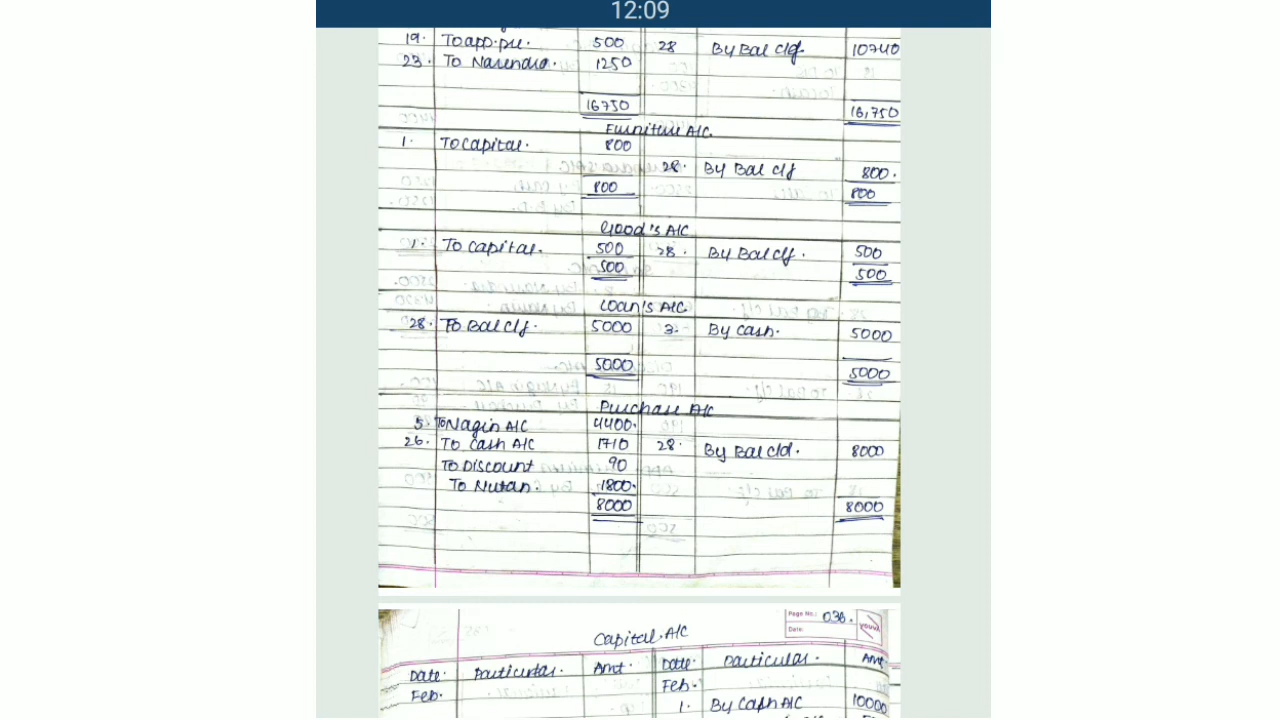 12:09
19. To app. pre. 500 28 By Bal c/f. 10740
23. To Narendra. 1250
16750 16,750
Furniture A/C.
1. To capital. 800
28. By Bal c/f 800.
800 800
Good's A/C
1. To capital. 500 28. By Bal c/f. 500
500 500
Loan's A/C.
28. To Bal c/f. 5000 3. By Cash. 5000
5000 5000
Purchase A/C
5. To Nagin A/C 4400.
26. To Cash A/C 1710 28. By Bal c/d. 8000
To Discount 90
To Nutan. 1800.
8000 8000
Page No.: 036.
Date:
Capital A/C
Date. Particular. Amt. Date. Particular. Amt
Feb. Feb.
1. By Cash A/C 10000